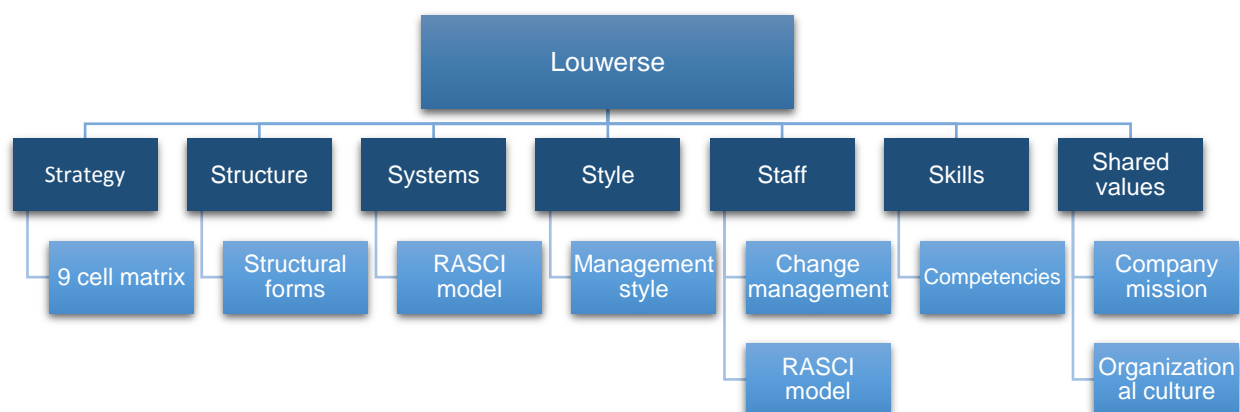 Louwerse
Strategy
Structure
Systems
Style
Staff
Skills
Shared
values
9 cell matrix
Structural
forms
RASCI
model
Management
style
Change
management
Competencies
Company
mission
RASCI
model
Organization
al culture